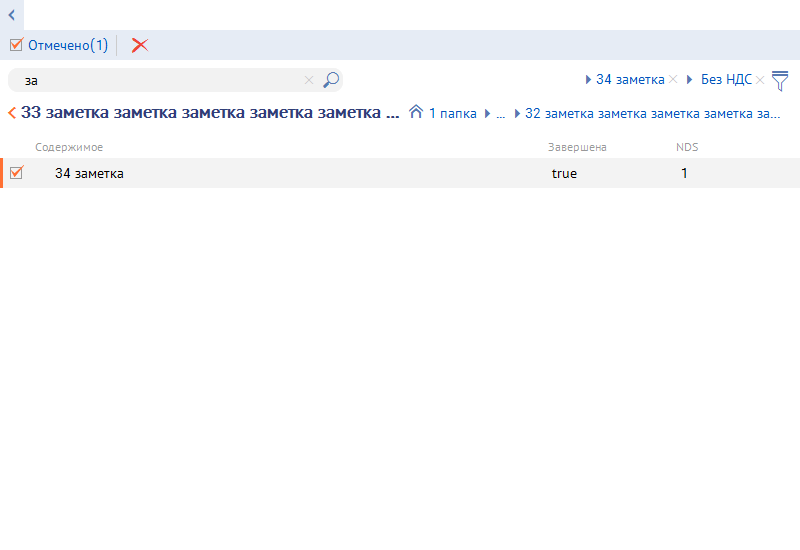 Отмечено(1)
за 34 заметка Без НДС
33 заметка заметка заметка заметка заметка ... 1 папка ... 32 заметка заметка заметка заметка за...
Содержимое Завершена NDS
34 заметка true 1